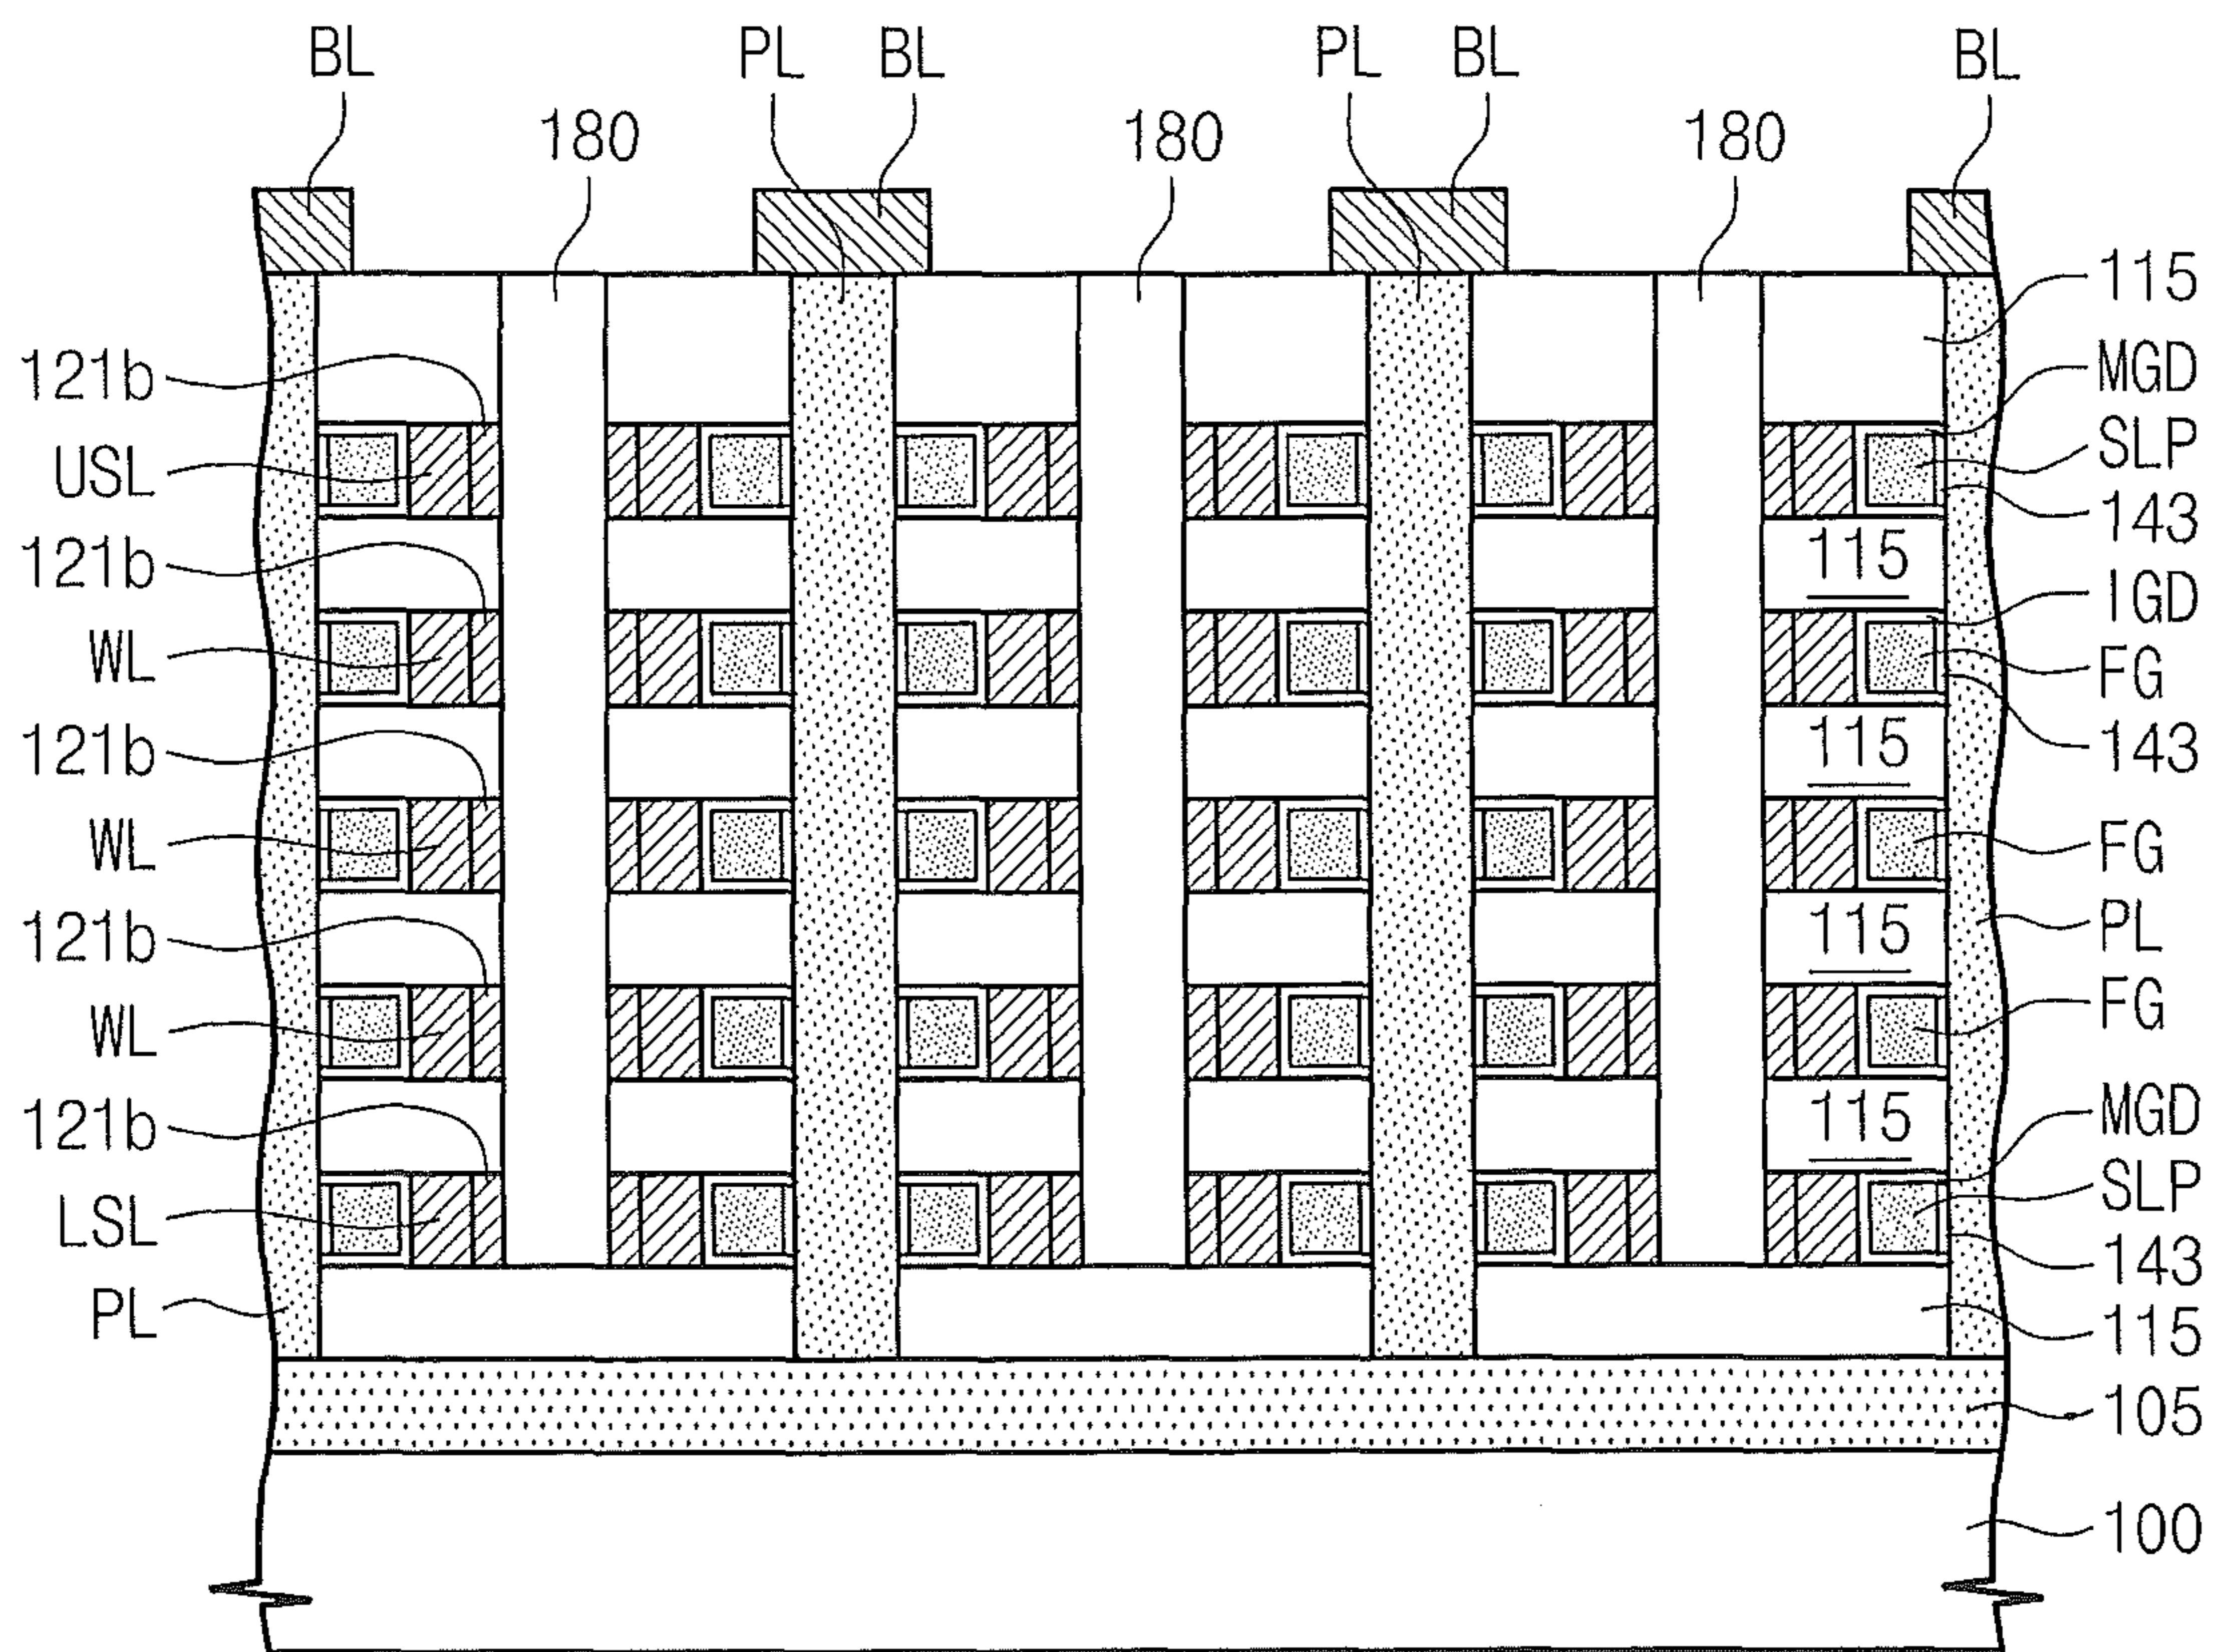 BL PL BL PL BL BL
180 180 180
115
121b MGD
USL SLP
143
115
121b IGD
WL FG
115
121b 143
WL FG
115
121b PL
WL FG
115
121b MGD
LSL SLP
143
PL 115
105
100